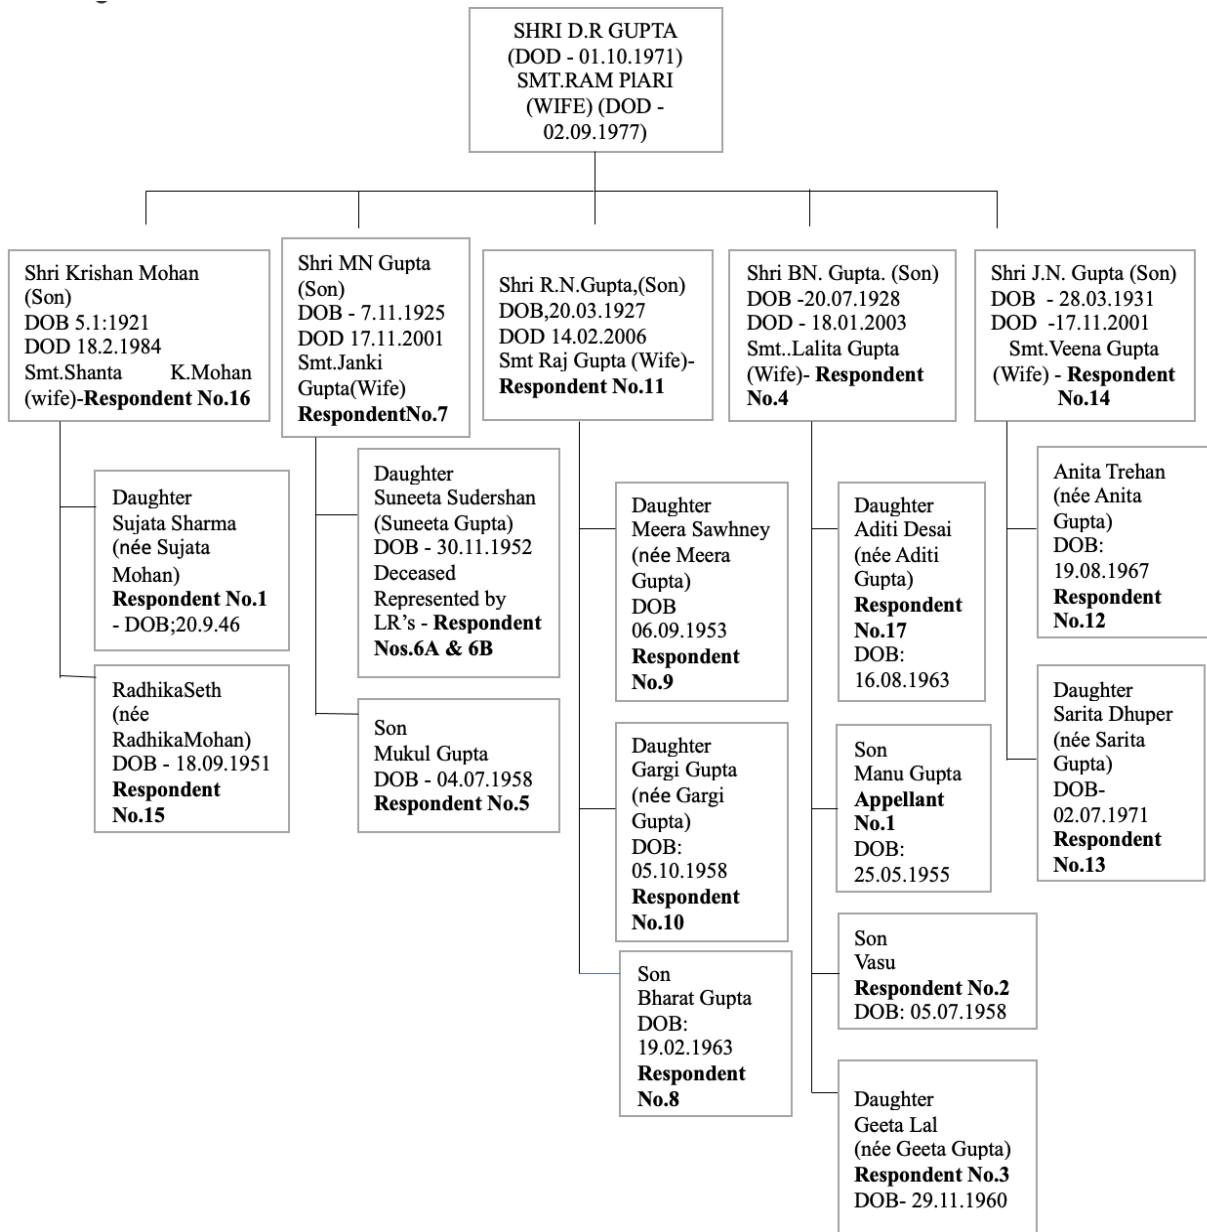 SHRI D.R GUPTA
(DOD - 01.10.1971)
SMT.RAM PlARI
(WIFE) (DOD -
02.09.1977)
Shri Krishan Mohan
(Son)
DOB 5.1:1921
DOD 18.2.1984
Smt.Shanta K.Mohan
(wife)-Respondent No.16
Shri MN Gupta
(Son)
DOB - 7.11.1925
DOD 17.11.2001
Smt.Janki
Gupta(Wife)
RespondentNo.7
Shri R.N.Gupta,(Son)
DOB,20.03.1927
DOD 14.02.2006
Smt Raj Gupta (Wife)-
Respondent No.11
Shri BN. Gupta. (Son)
DOB -20.07.1928
DOD - 18.01.2003
Smt..Lalita Gupta
(Wife)- Respondent
No.4
Shri J.N. Gupta (Son)
DOB - 28.03.1931
DOD -17.11.2001
Smt.Veena Gupta
(Wife) - Respondent
No.14
Daughter
Sujata Sharma
(née Sujata
Mohan)
Respondent No.1
- DOB;20.9.46
RadhikaSeth
(née
RadhikaMohan)
DOB - 18.09.1951
Respondent
No.15
Daughter
Suneeta Sudershan
(Suneeta Gupta)
DOB - 30.11.1952
Deceased
Represented by
LR’s - Respondent
Nos.6A & 6B
Son
Mukul Gupta
DOB - 04.07.1958
Respondent No.5
Daughter
Meera Sawhney
(née Meera
Gupta)
DOB
06.09.1953
Respondent
No.9
Daughter
Gargi Gupta
(née Gargi
Gupta)
DOB:
05.10.1958
Respondent
No.10
Son
Bharat Gupta
DOB:
19.02.1963
Respondent
No.8
Daughter
Aditi Desai
(née Aditi
Gupta)
Respondent
No.17
DOB:
16.08.1963
Son
Manu Gupta
Appellant
No.1
DOB:
25.05.1955
Son
Vasu
Respondent No.2
DOB: 05.07.1958
Daughter
Geeta Lal
(née Geeta Gupta)
Respondent No.3
DOB- 29.11.1960
Anita Trehan
(née Anita
Gupta)
DOB:
19.08.1967
Respondent
No.12
Daughter
Sarita Dhuper
(née Sarita
Gupta)
DOB-
02.07.1971
Respondent
No.13